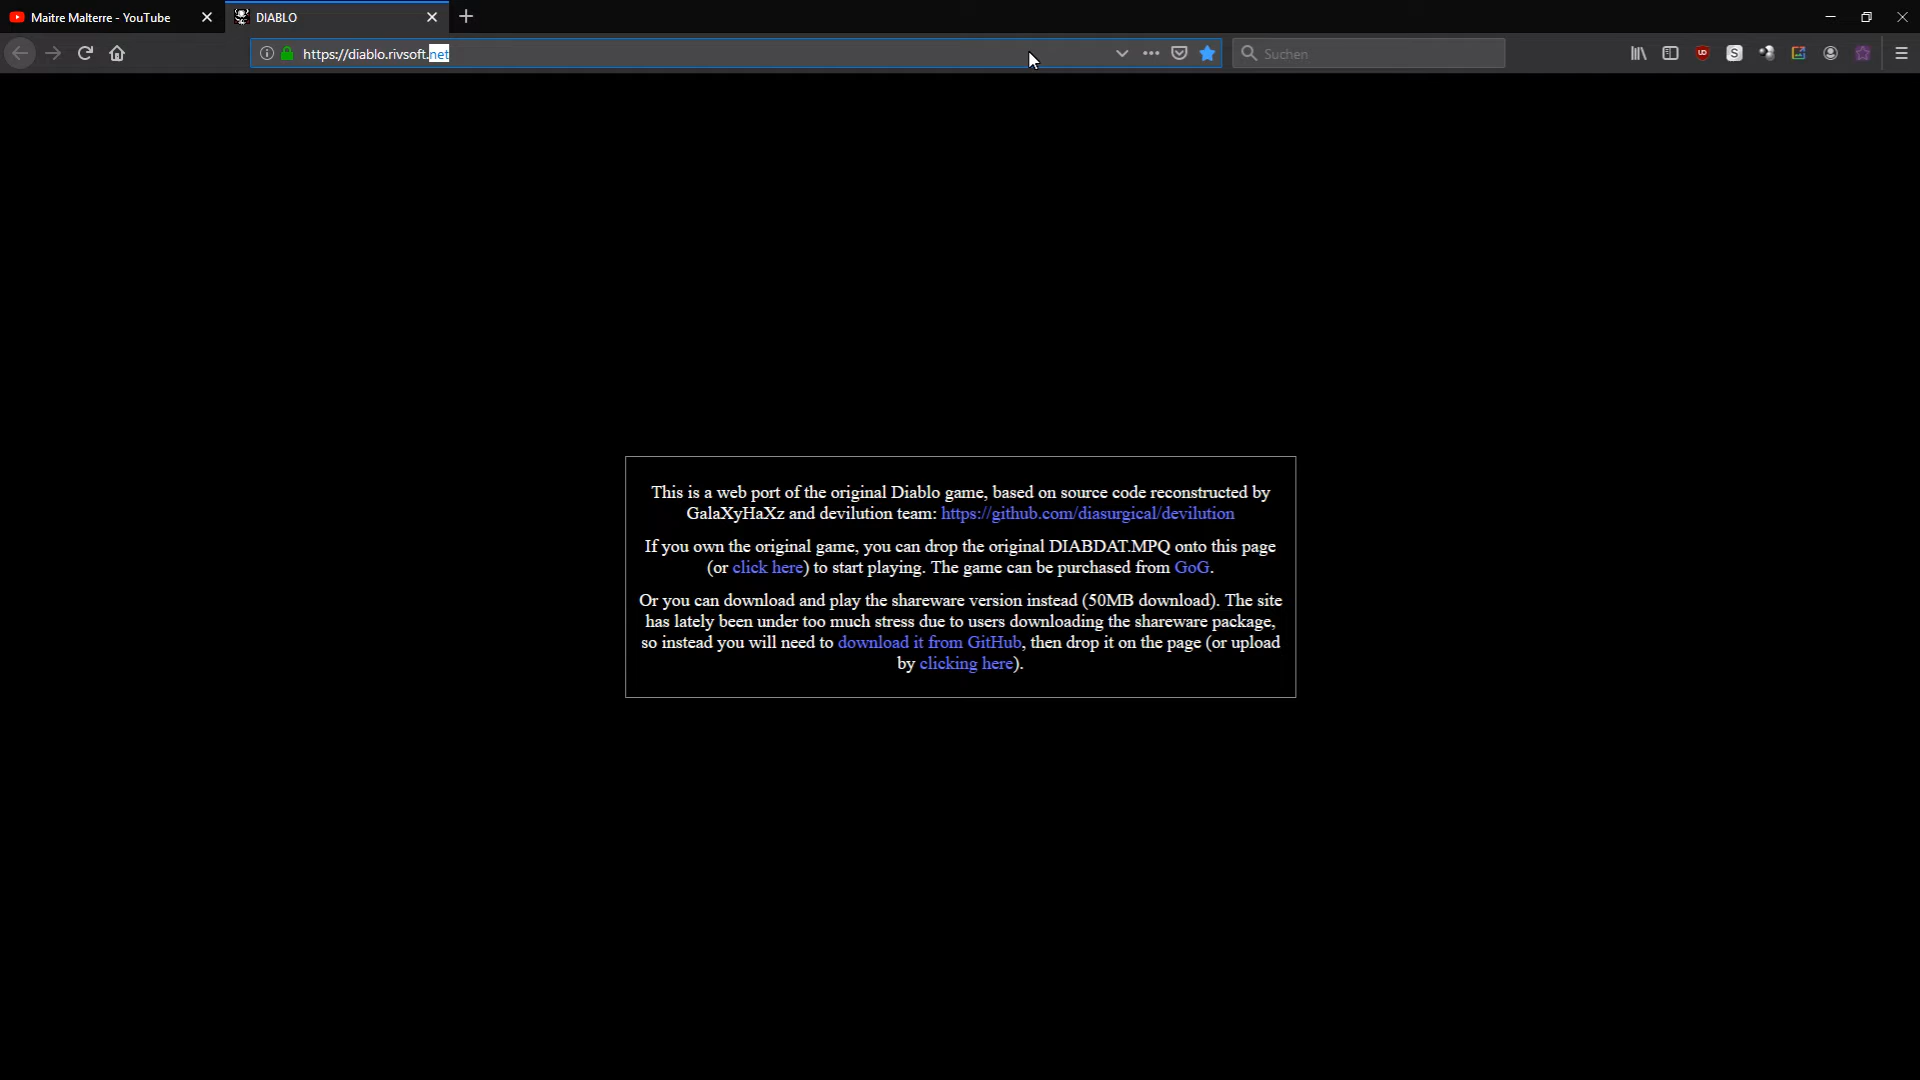 Maitre Malterre - YouTube
DIABLO
https://diablo.rivsoft.net
Suchen
This is a web port of the original Diablo game, based on source code reconstructed by
GalaXyHaXz and devilution team: https://github.com/diasurgical/devilution
If you own the original game, you can drop the original DIABDAT.MPQ onto this page
(or click here) to start playing. The game can be purchased from GoG.
Or you can download and play the shareware version instead (50MB download). The site
has lately been under too much stress due to users downloading the shareware package,
so instead you will need to download it from GitHub, then drop it on the page (or upload
by clicking here).